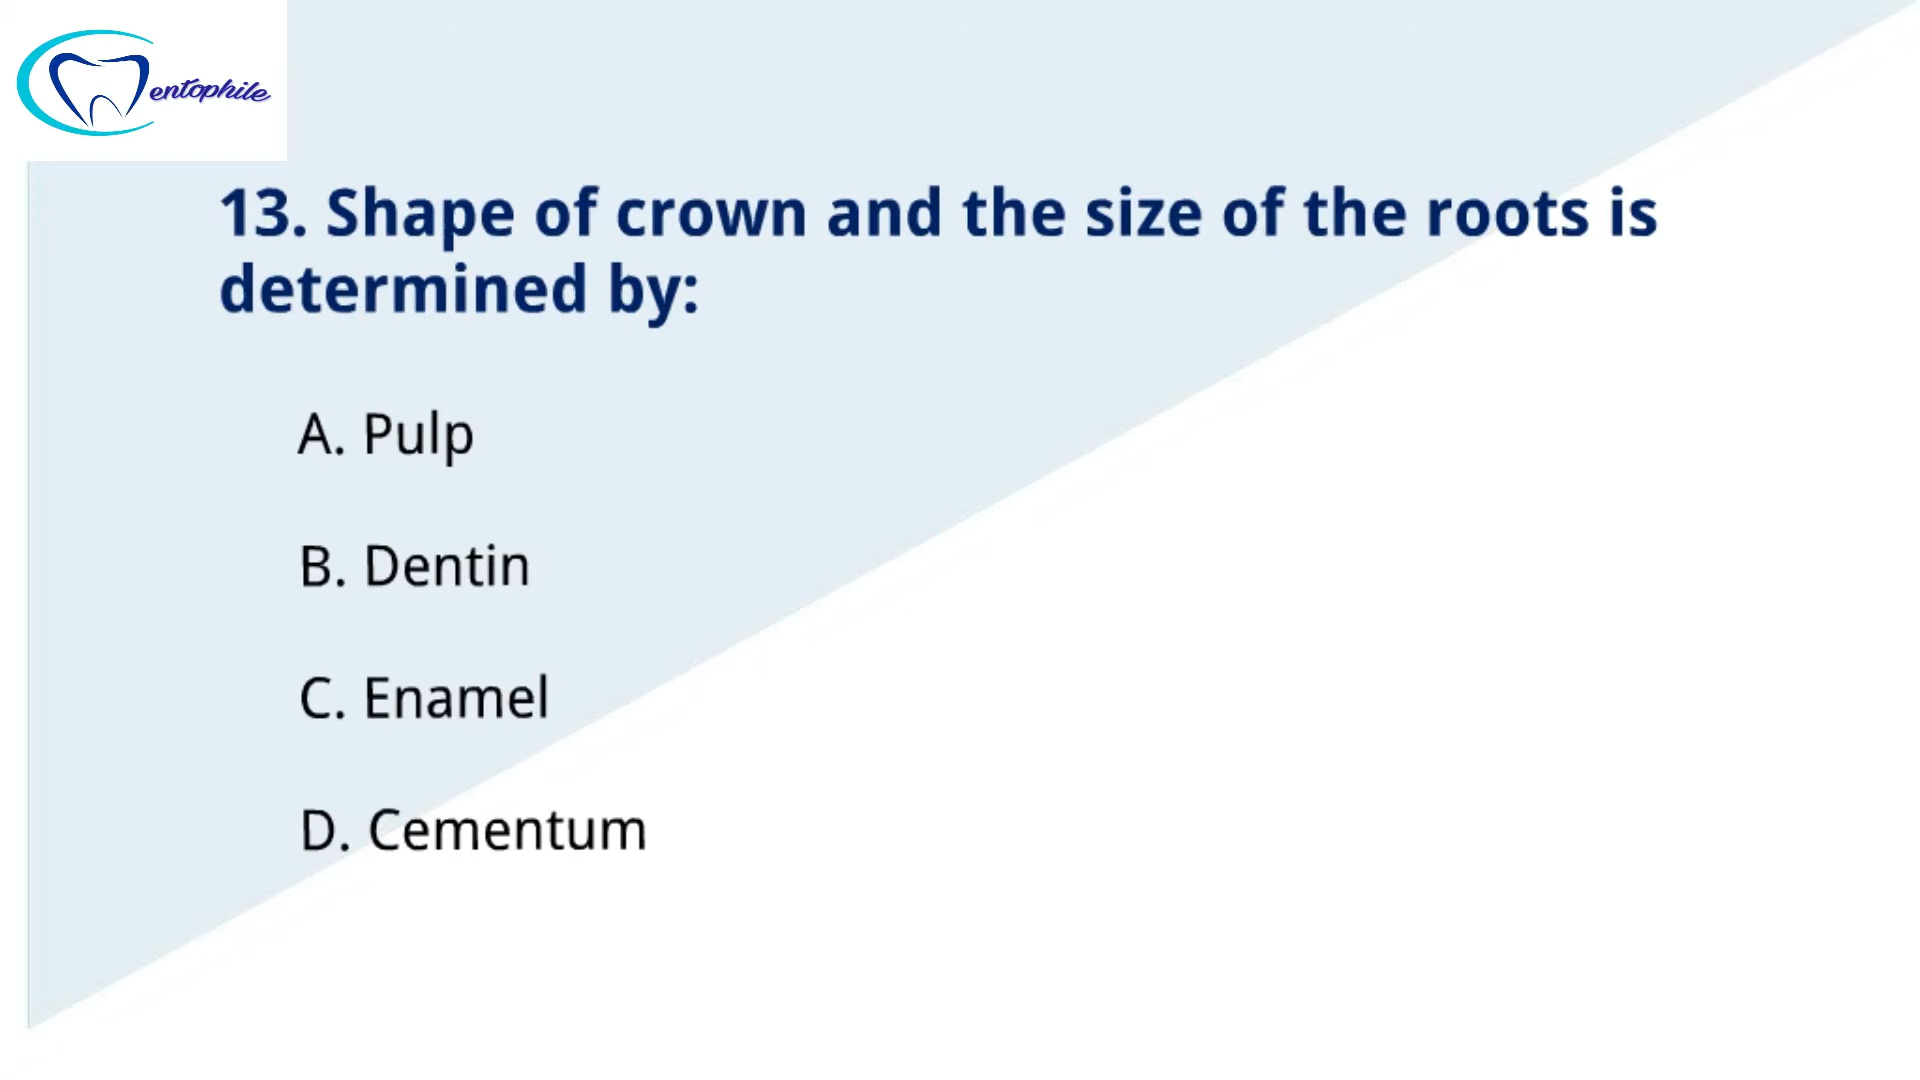 entophile
13. Shape of crown and the size of the roots is
determined by:
A. Pulp
B. Dentin
C. Enamel
D. Cementum